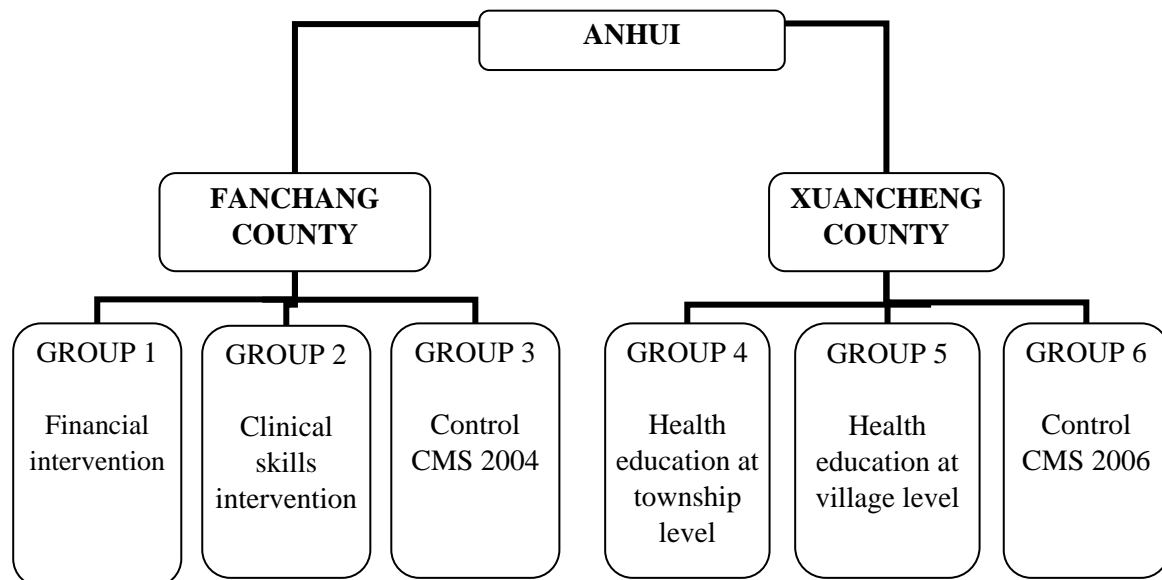 ANHUI
FANCHANG
COUNTY
XUANCHENG
COUNTY
GROUP 1
Financial
intervention
GROUP 2
Clinical
skills
intervention
GROUP 3
Control
CMS 2004
GROUP 4
Health
education at
township
level
GROUP 5
Health
education at
village level
GROUP 6
Control
CMS 2006